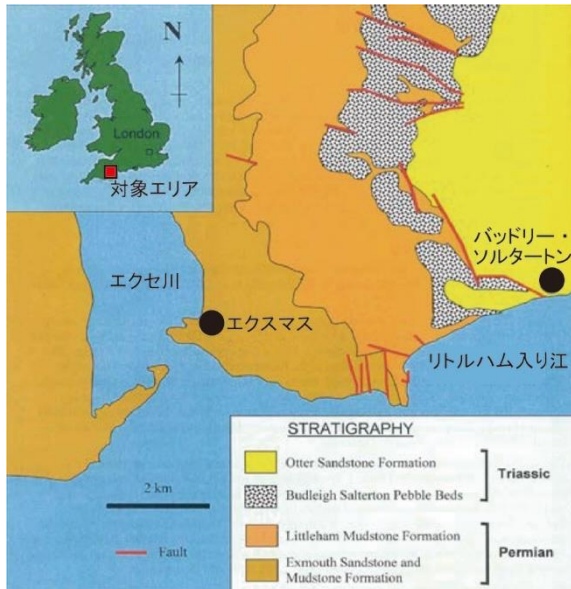 N
London
対象エリア
バッドリー・
ソルタートン
エクセ川
エクスマス
リトルハム入り江
2 km
Fault
STRATIGRAPHY
Otter Sandstone Formation
Budleigh Salterton Pebble Beds
Triassic
Littleham Mudstone Formation
Exmouth Sandstone and
Mudstone Formation
Permian